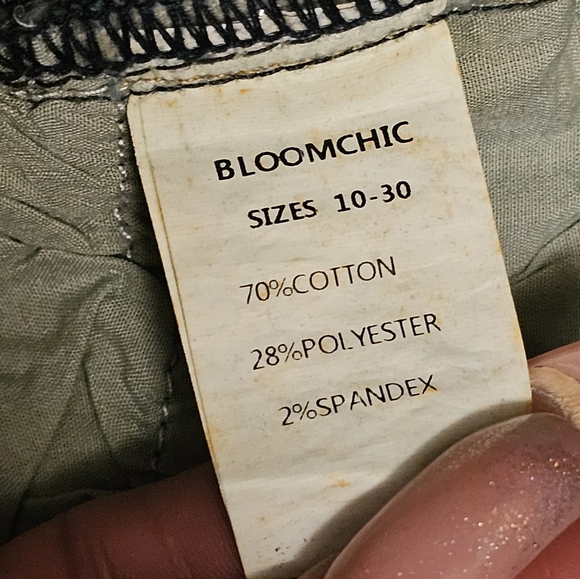 BLOOMCHIC
SIZES 10-30
70%COTTON
28%POLYESTER
2%SPANDEX